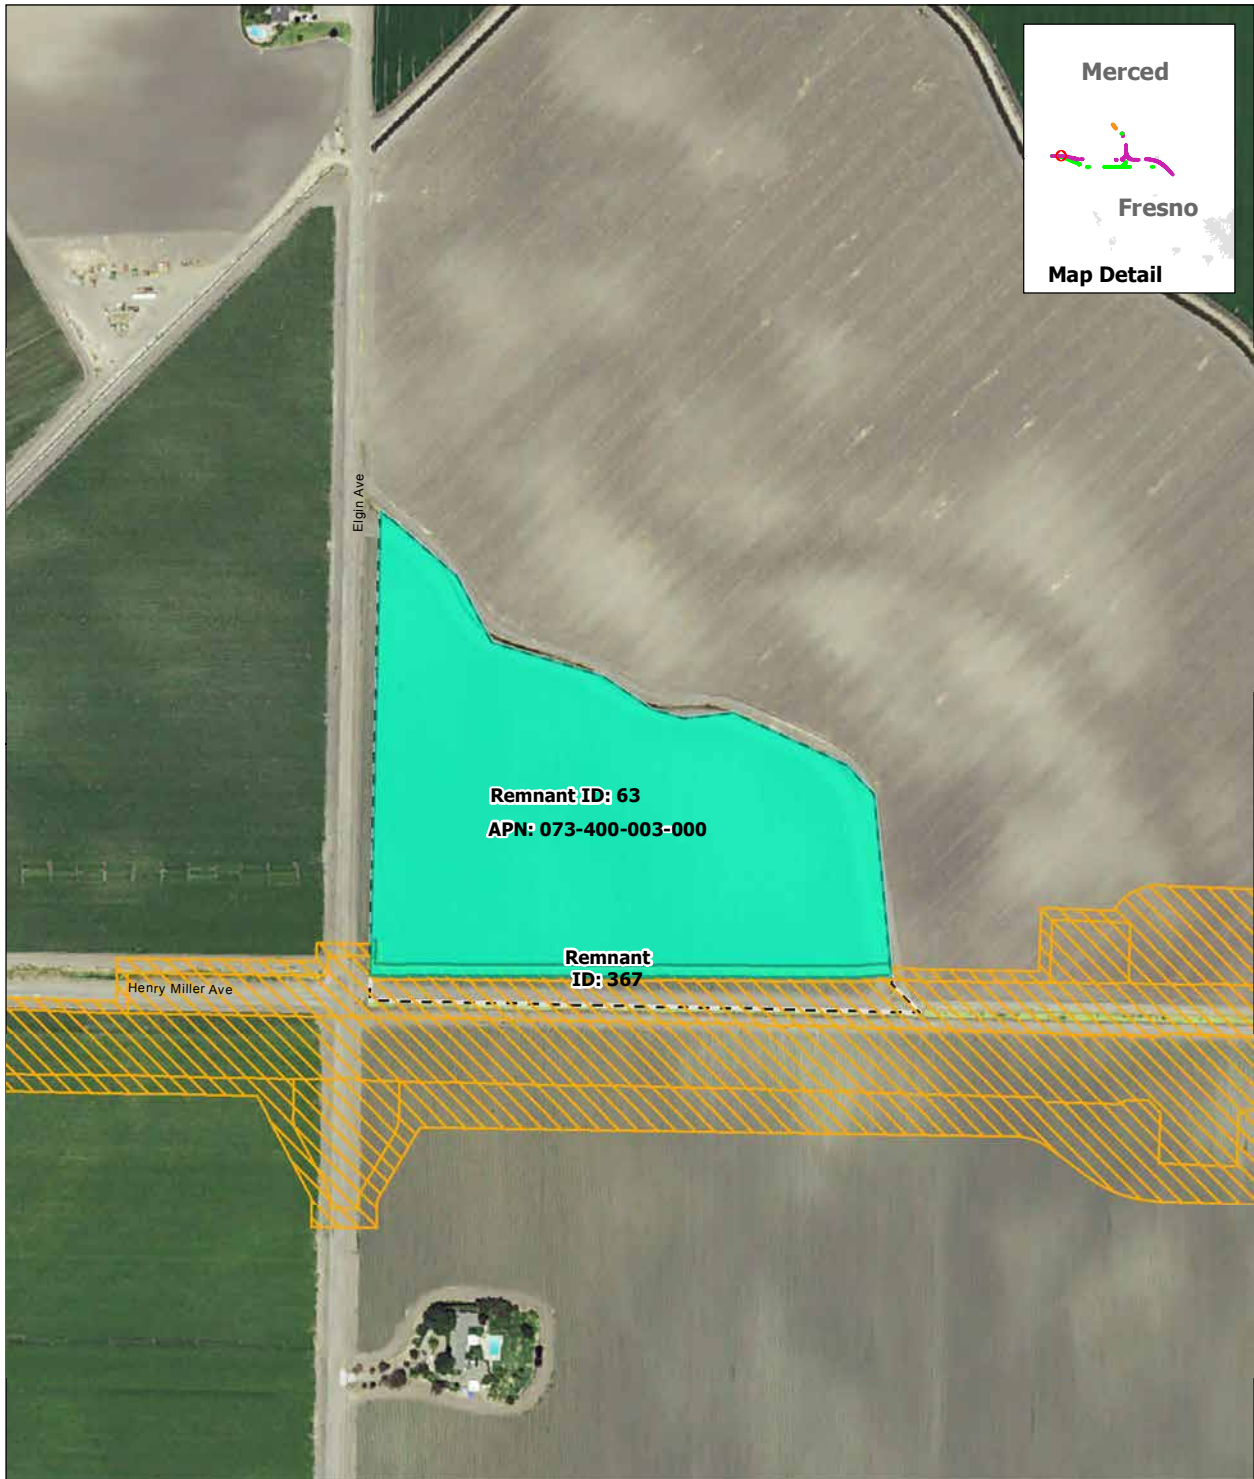 Merced
Fresno
Map Detail
Elgin Ave
Remnant ID: 63
APN: 073-400-003-000
Remnant
ID: 367
Henry Miller Ave